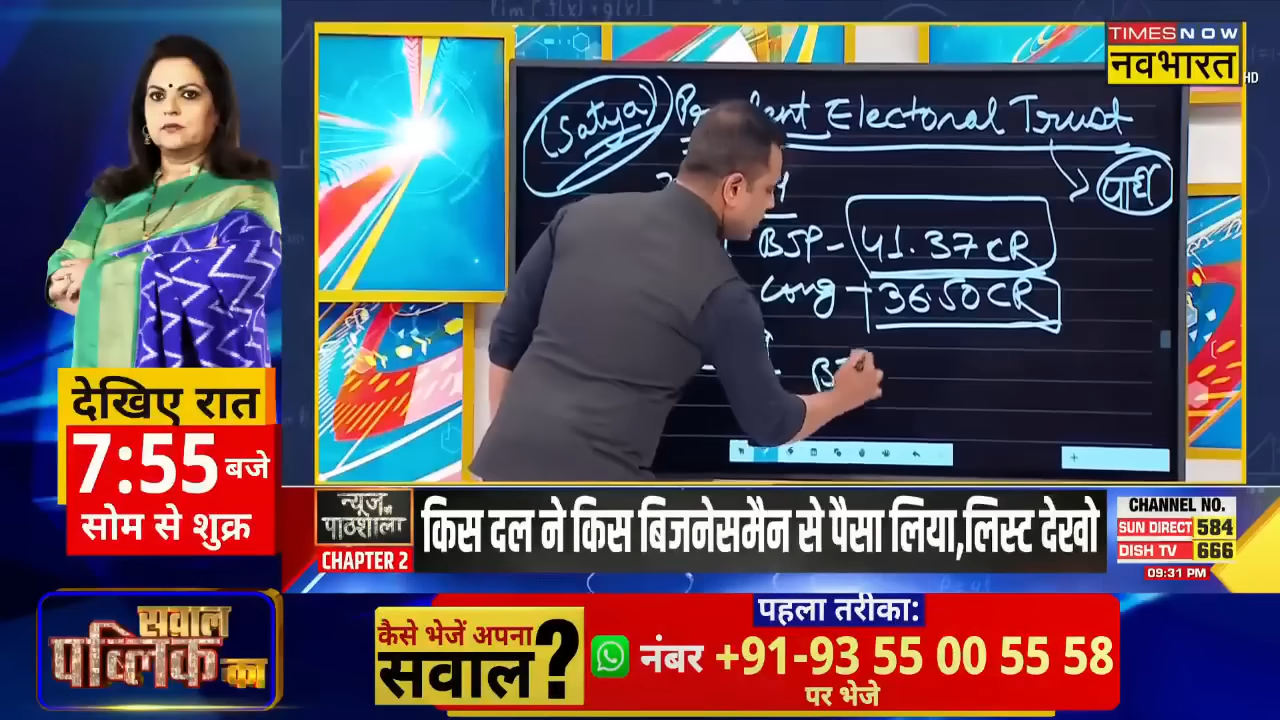 TIMES NOW
नवभारत
HD
(Satya)
Electoral Trust
पार्टी
BJP - 41.37 CR
Cong - 36.50 CR
देखिए रात
7:55 बजे
सोम से शुक्र
न्यूज़ की
पाठशाला
CHAPTER 2
किस दल ने किस बिजनेसमैन से पैसा लिया,लिस्ट देखो
CHANNEL NO.
SUN DIRECT 584
DISH TV 666
09:31 PM
सवाल
पब्लिक का
कैसे भेजें अपना
सवाल?
पहला तरीका:
नंबर +91-93 55 00 55 58
पर भेजे